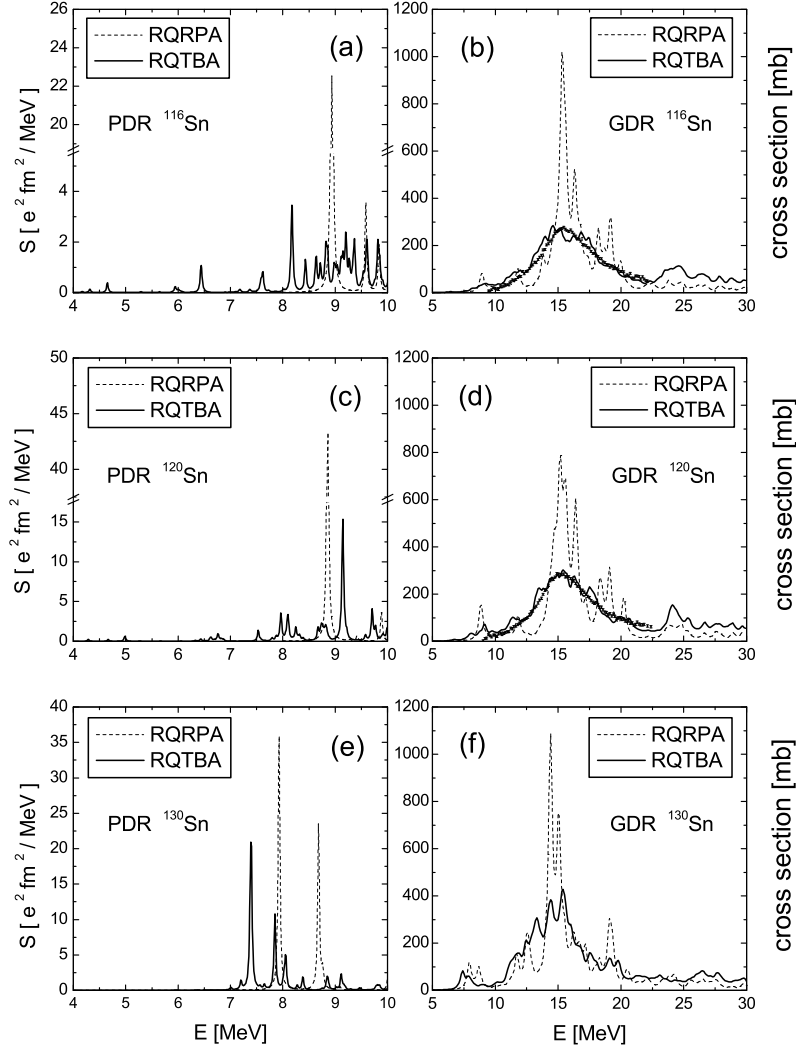 26
24
22
20
4
2
0
S [ e² fm² / MeV ]
RQRPA
RQTBA
(a)
PDR ¹¹⁶Sn
4 5 6 7 8 9 10
1200
1000
800
600
400
200
0
(b)
RQRPA
RQTBA
GDR ¹¹⁶Sn
5 10 15 20 25 30
cross section [mb]
50
45
40
15
10
5
0
S [ e² fm² / MeV ]
RQRPA
RQTBA
(c)
PDR ¹²⁰Sn
4 5 6 7 8 9 10
1200
1000
800
600
400
200
0
(d)
RQRPA
RQTBA
GDR ¹²⁰Sn
5 10 15 20 25 30
cross section [mb]
40
35
30
25
20
15
10
5
0
S [ e² fm² / MeV ]
RQRPA
RQTBA
(e)
PDR ¹³⁰Sn
4 5 6 7 8 9 10
E [MeV]
1200
1000
800
600
400
200
0
(f)
RQRPA
RQTBA
GDR ¹³⁰Sn
5 10 15 20 25 30
E [MeV]
cross section [mb]